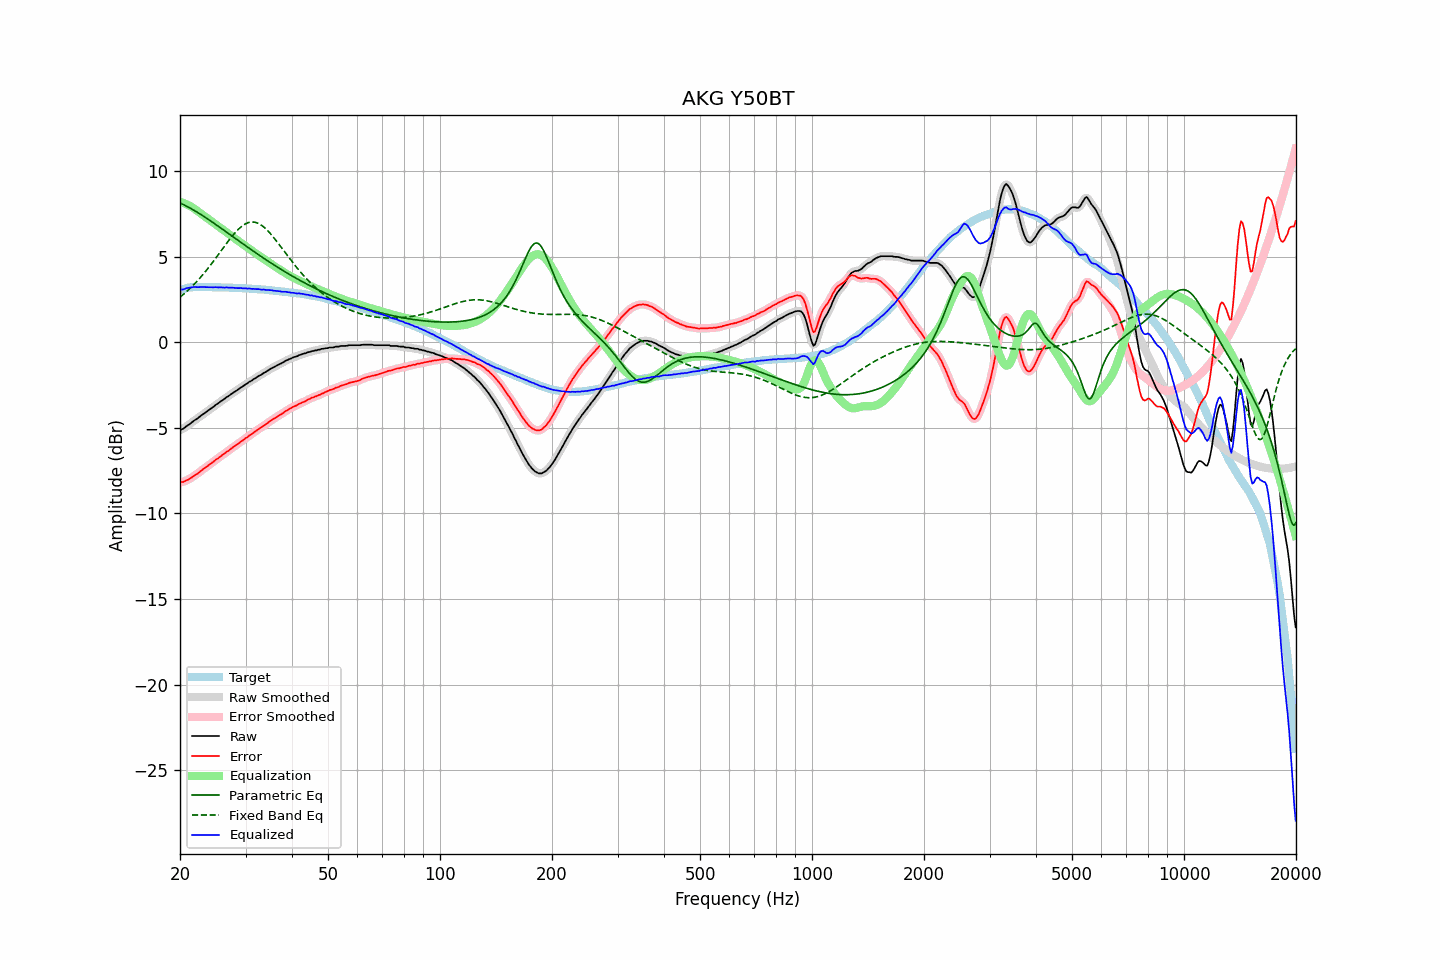 AKG Y50BT
10
5
0
−5
−10
−15
−20
−25
Amplitude (dBr)
Target
Raw Smoothed
Error Smoothed
Raw
Error
Equalization
Parametric Eq
Fixed Band Eq
Equalized
20 50 100 200 500 1000 2000 5000 10000 20000
Frequency (Hz)